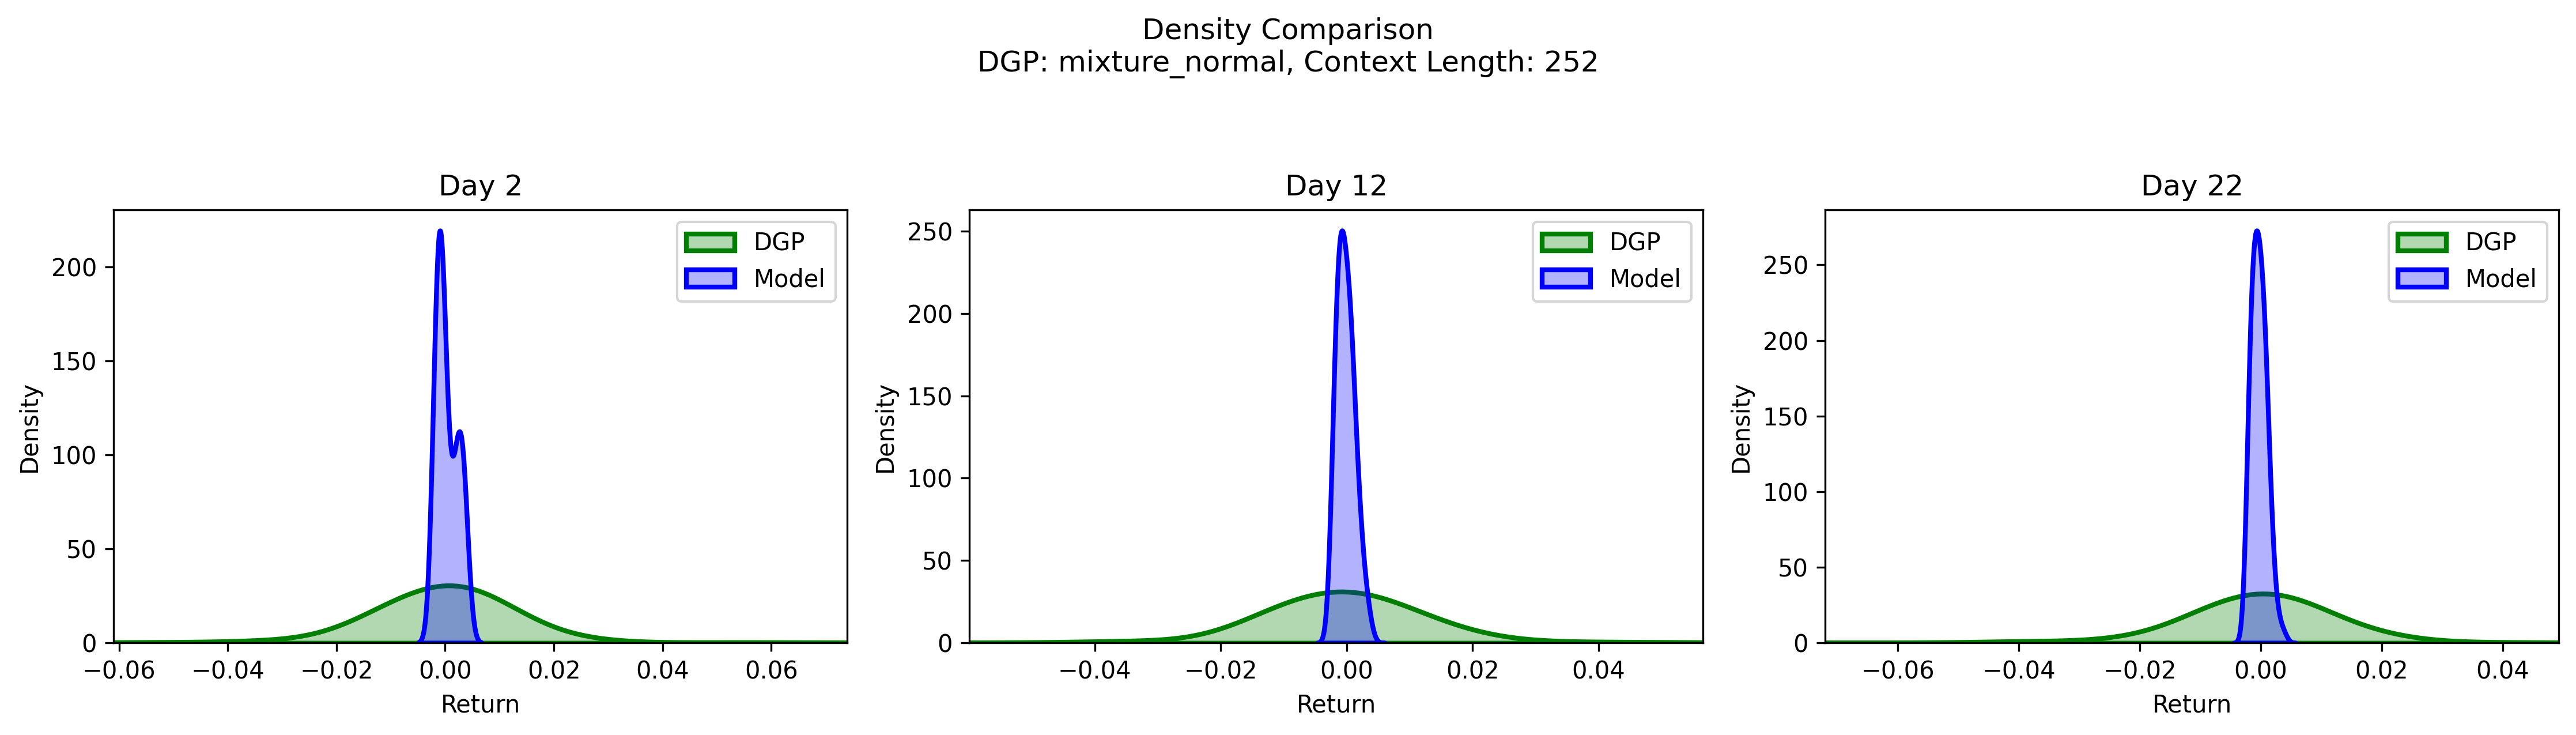 Density Comparison
DGP: mixture_normal, Context Length: 252
Day 2
Density
200
150
100
50
0
−0.06 −0.04 −0.02 0.00 0.02 0.04 0.06
Return
DGP
Model
Day 12
Density
250
200
150
100
50
0
−0.04 −0.02 0.00 0.02 0.04
Return
DGP
Model
Day 22
Density
250
200
150
100
50
0
−0.06 −0.04 −0.02 0.00 0.02 0.04
Return
DGP
Model